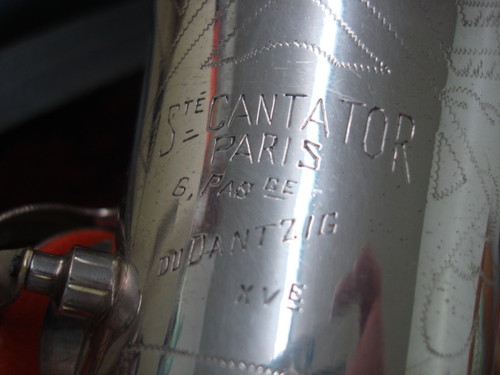 STÉ CANTATOR
PARIS
6, PAS DE
DU DANTZIG
XVE